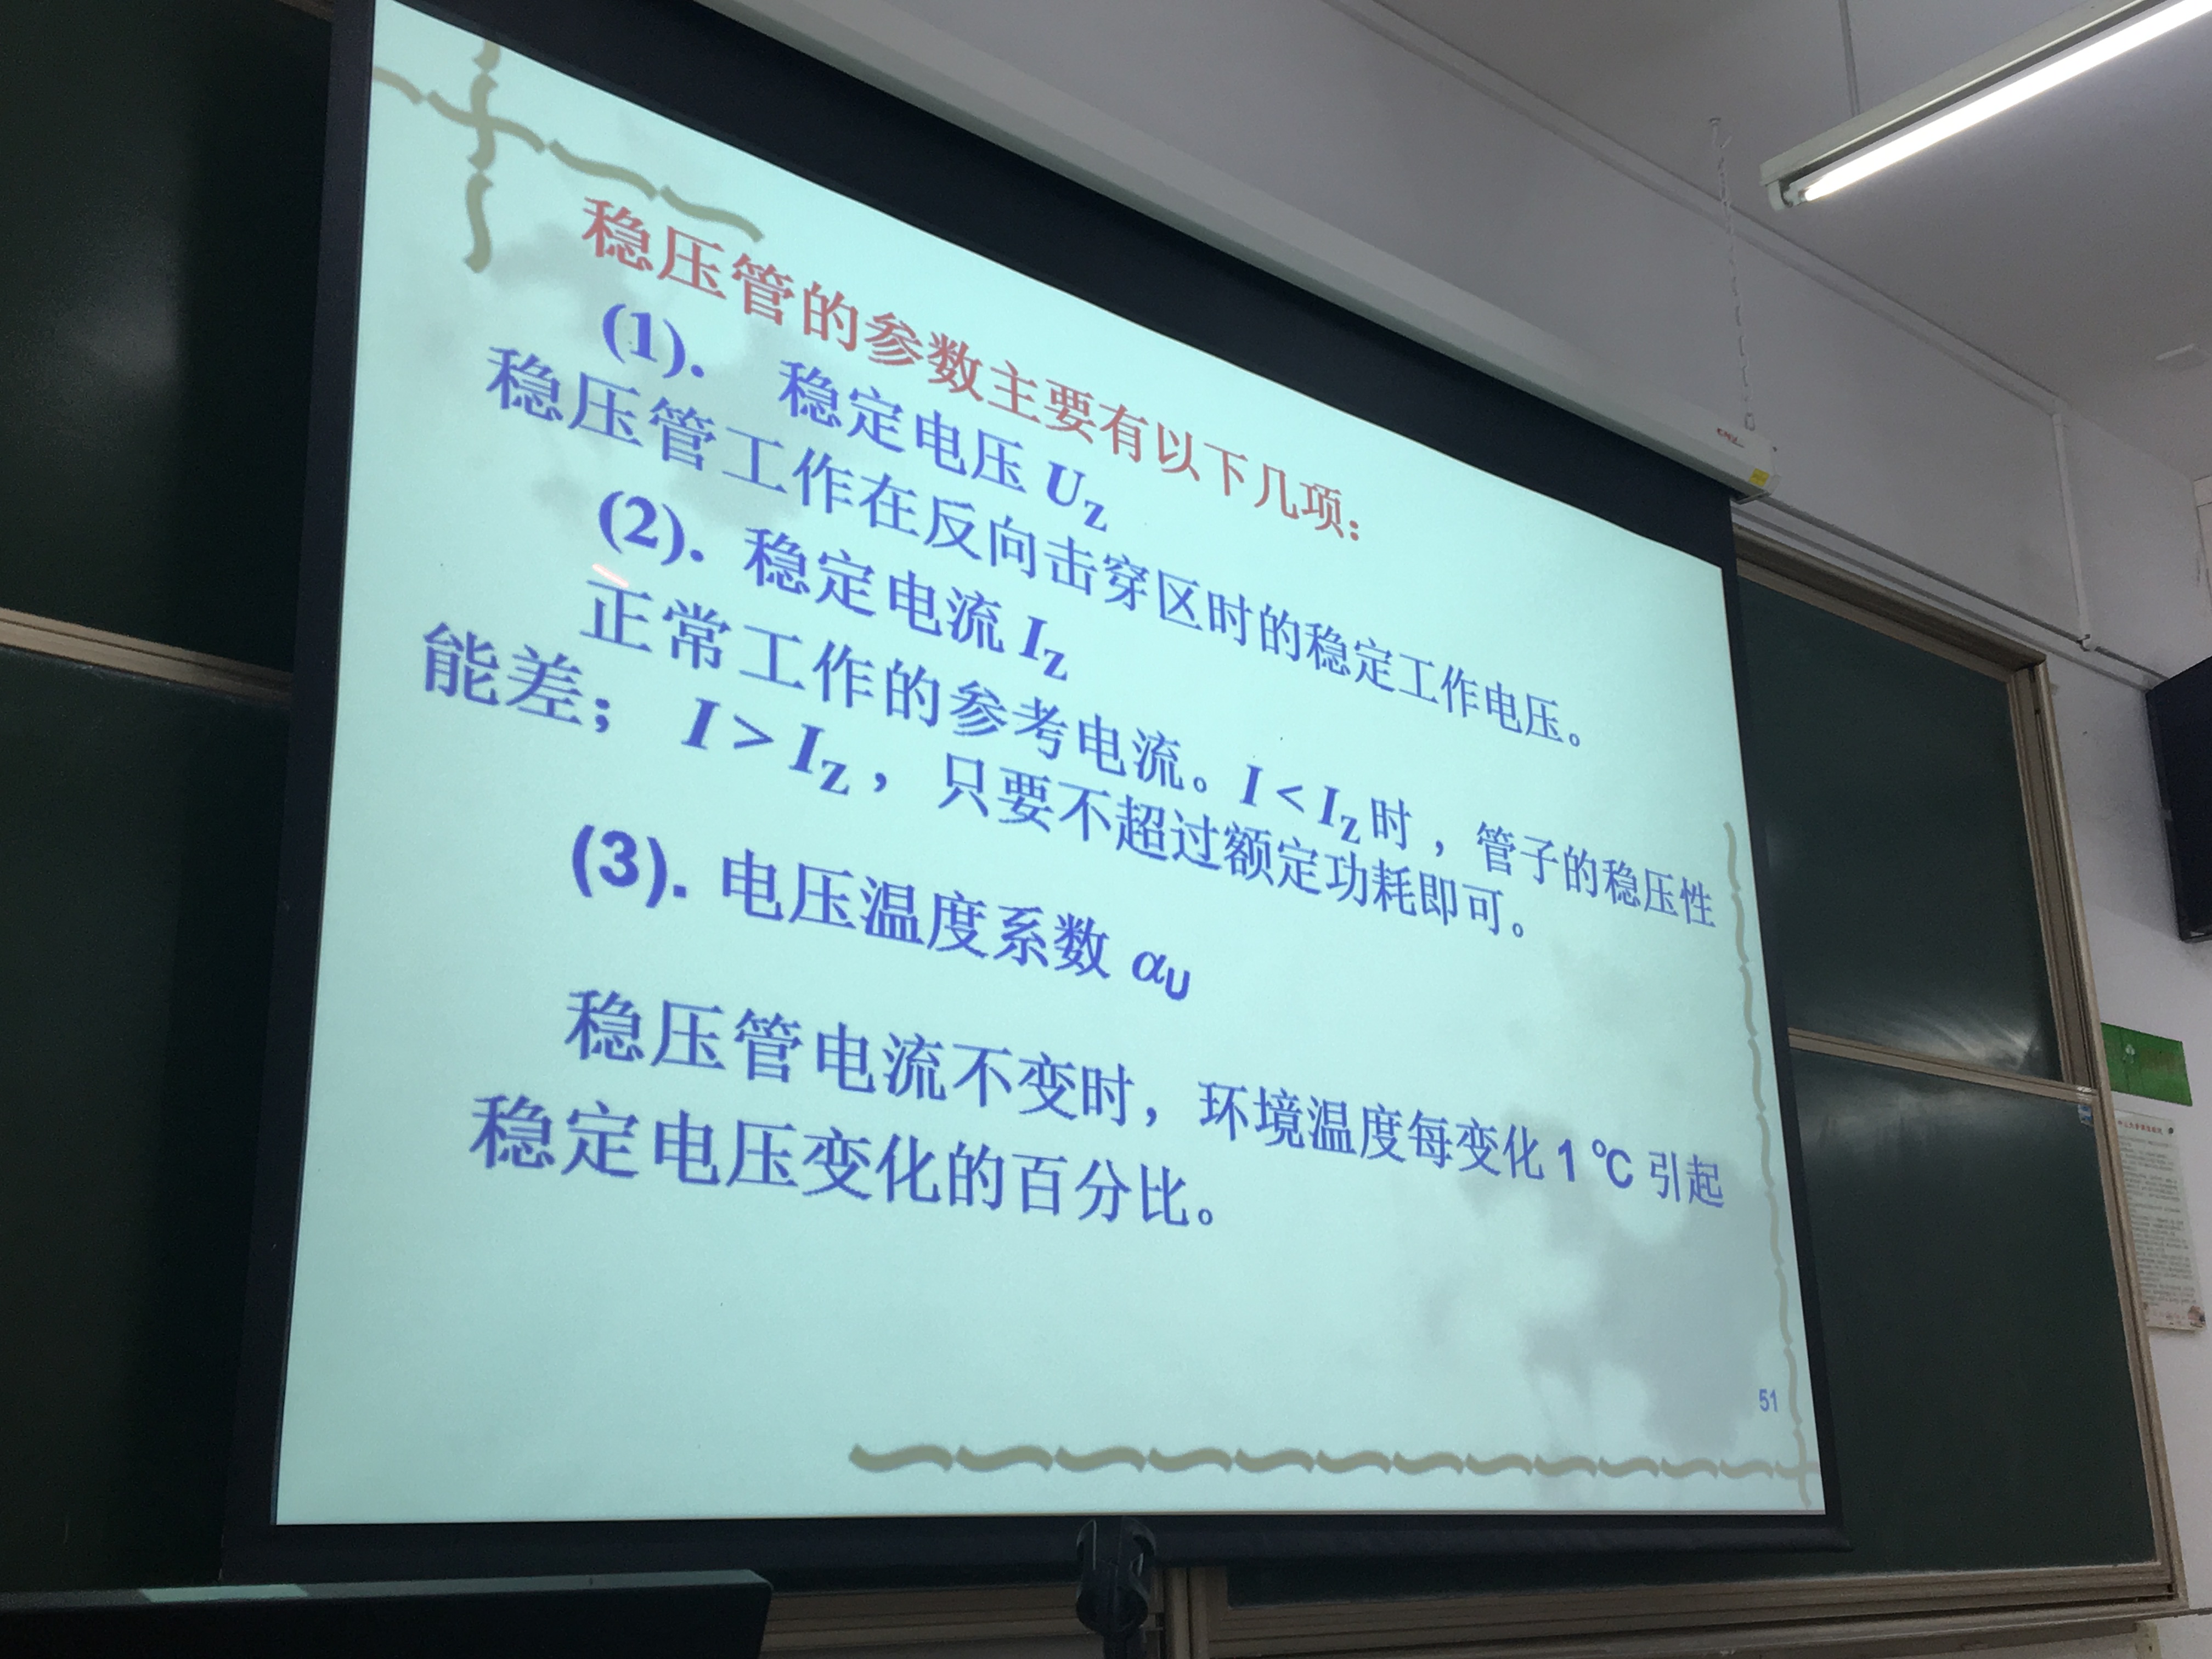 稳压管的参数主要有以下几项：
(1). 稳定电压 UZ
稳压管工作在反向击穿区时的稳定工作电压。
(2). 稳定电流 IZ
正常工作的参考电流。I < IZ 时，管子的稳压性
能差； I > IZ，只要不超过额定功耗即可。
(3). 电压温度系数 αU
稳压管电流不变时，环境温度每变化 1 ℃ 引起
稳定电压变化的百分比。
51